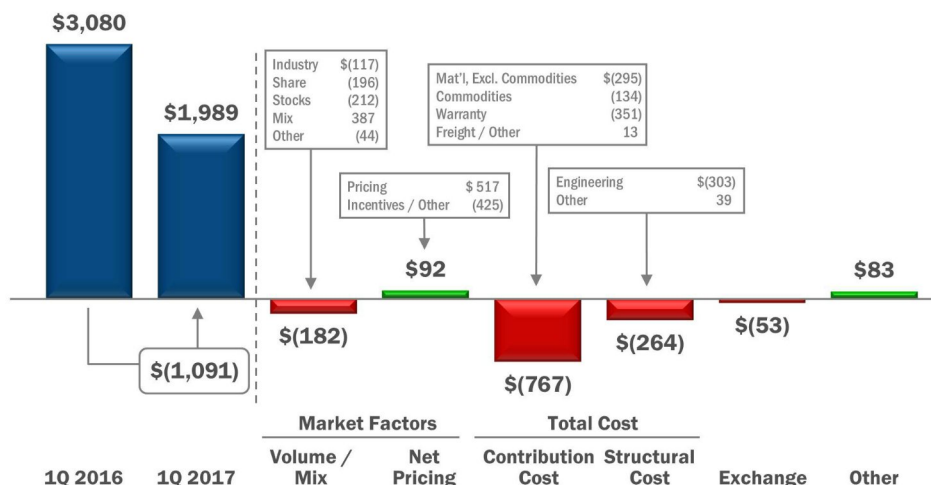 $3,080
$1,989
$(1,091)
Industry $(117)
Share (196)
Stocks (212)
Mix 387
Other (44)
Pricing $ 517
Incentives / Other (425)
Mat'l, Excl. Commodities $(295)
Commodities (134)
Warranty (351)
Freight / Other 13
Engineering $(303)
Other 39
$(182)
$92
$(767)
$(264)
$(53)
$83
Market Factors
Total Cost
1Q 2016
1Q 2017
Volume /
Mix
Net
Pricing
Contribution
Cost
Structural
Cost
Exchange
Other